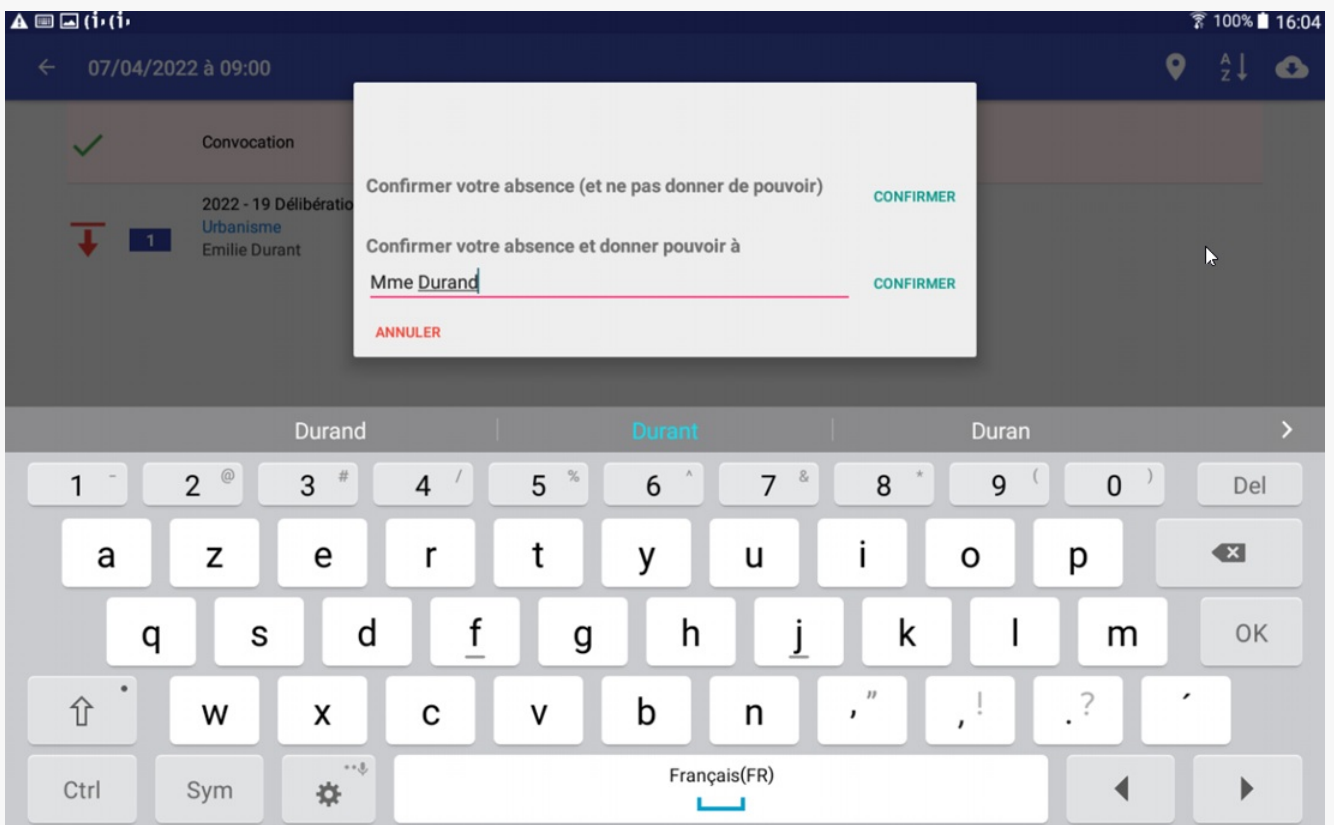 100% 16:04
07/04/2022 à 09:00
A Z
Convocation
2022 - 19 Délibératio
Urbanisme
1
Emilie Durant
Confirmer votre absence (et ne pas donner de pouvoir)
CONFIRMER
Confirmer votre absence et donner pouvoir à
Mme Durand
CONFIRMER
ANNULER
Durand Durant Duran >
1 - 2 @ 3 # 4 / 5 % 6 ^ 7 & 8 * 9 ( 0 ) Del
a z e r t y u i o p
q s d f g h j k l m OK
w x c v b n ' " , ! . ? ´
Ctrl Sym Français(FR)